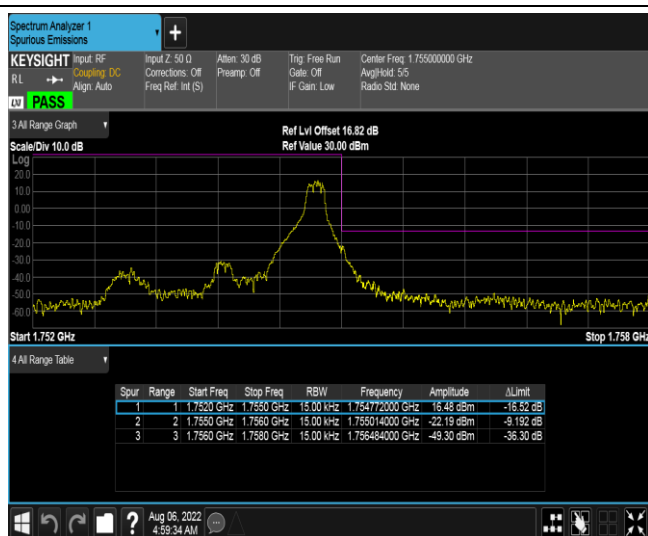 Spectrum Analyzer 1
Spurious Emissions
KEYSIGHT Input: RF Input Z: 50 Ω Atten: 30 dB Trig: Free Run Center Freq: 1.755000000 GHz
RL Coupling: DC Corrections: Off Preamp: Off Gate: Off Avg|Hold: 5/5
Align: Auto Freq Ref: Int (S) IF Gain: Low Radio Std: None
LXI PASS
3 All Range Graph
Ref Lvl Offset 16.82 dB
Scale/Div 10.0 dB Ref Value 30.00 dBm
Log
20.0
10.0
0.00
-10.0
-20.0
-30.0
-40.0
-50.0
-60.0
Start 1.752 GHz Stop 1.758 GHz
4 All Range Table
Spur Range Start Freq Stop Freq RBW Frequency Amplitude ΔLimit
1 1 1.7520 GHz 1.7550 GHz 15.00 kHz 1.754772000 GHz 16.48 dBm -16.52 dB
2 2 1.7550 GHz 1.7560 GHz 15.00 kHz 1.755014000 GHz -22.19 dBm -9.192 dB
3 3 1.7560 GHz 1.7580 GHz 15.00 kHz 1.756484000 GHz -49.30 dBm -36.30 dB
? Aug 06, 2022
4:59:34 AM